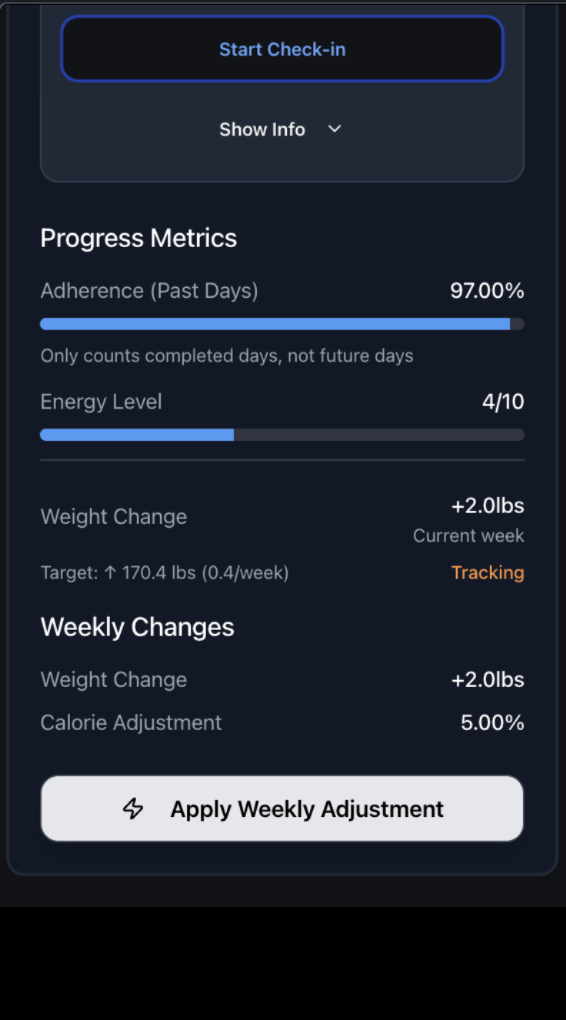 Start Check-in
Show Info
Progress Metrics
Adherence (Past Days) 97.00%
Only counts completed days, not future days
Energy Level 4/10
Weight Change +2.0lbs
Current week
Target: ↑ 170.4 lbs (0.4/week) Tracking
Weekly Changes
Weight Change +2.0lbs
Calorie Adjustment 5.00%
Apply Weekly Adjustment